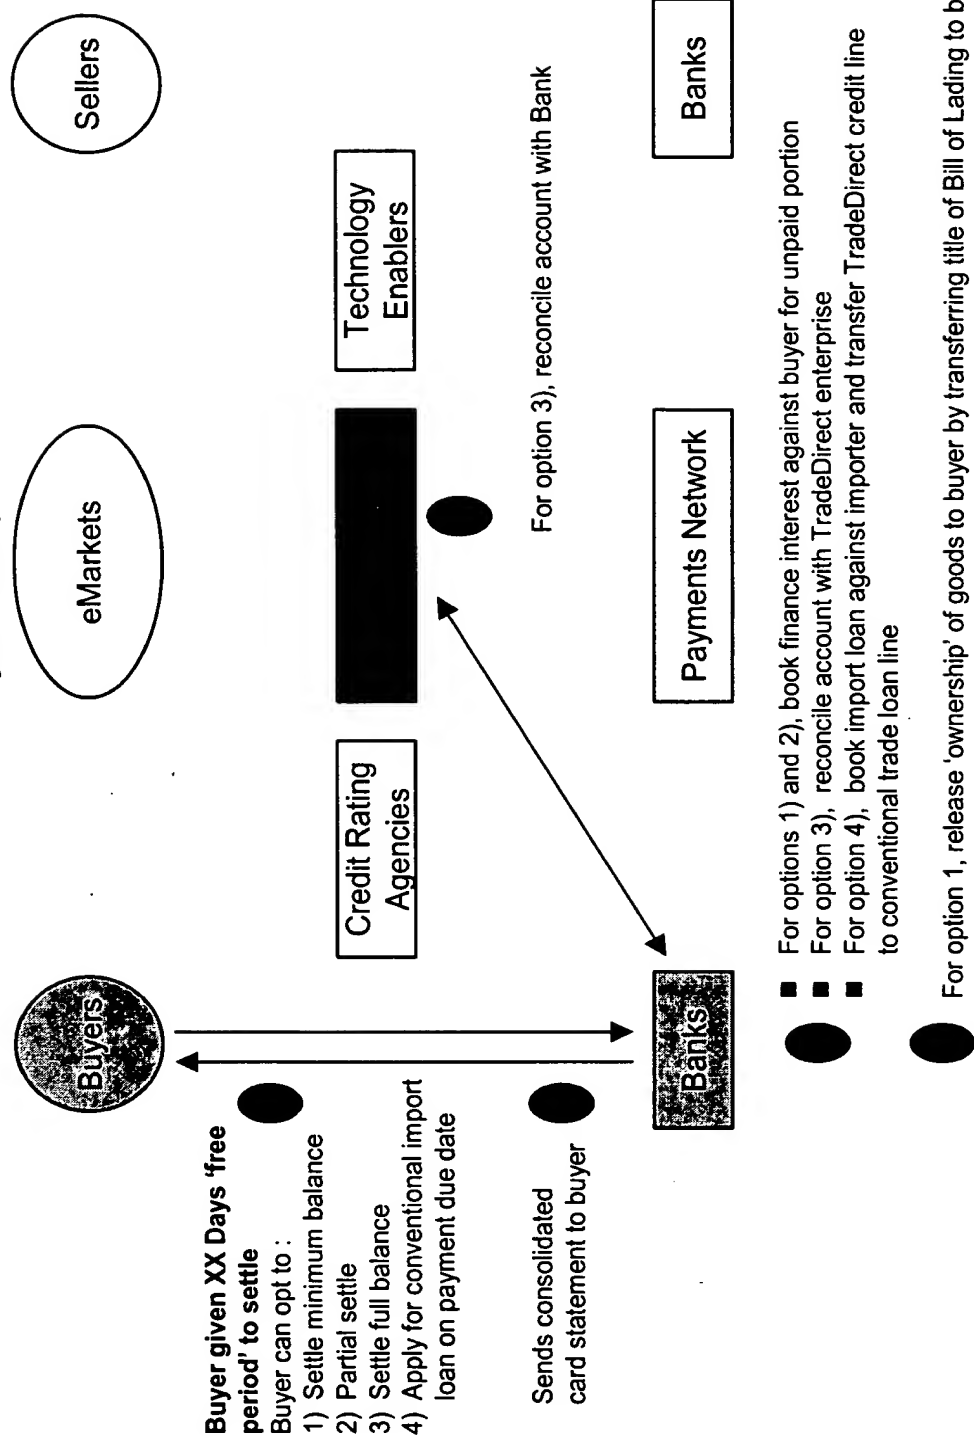 Buyers
eMarkets
Sellers
Buyer given XX Days 'free
period' to settle
Buyer can opt to :
1) Settle minimum balance
2) Partial settle
3) Settle full balance
4) Apply for conventional import
loan on payment due date
Credit Rating
Agencies
Technology
Enablers
For option 3), reconcile account with Bank
Sends consolidated
card statement to buyer
Banks
Payments Network
Banks
For options 1) and 2), book finance interest against buyer for unpaid portion
For option 3), reconcile account with TradeDirect enterprise
For option 4), book import loan against importer and transfer TradeDirect credit line
to conventional trade loan line
For option 1, release 'ownership' of goods to buyer by transferring title of Bill of Lading to b